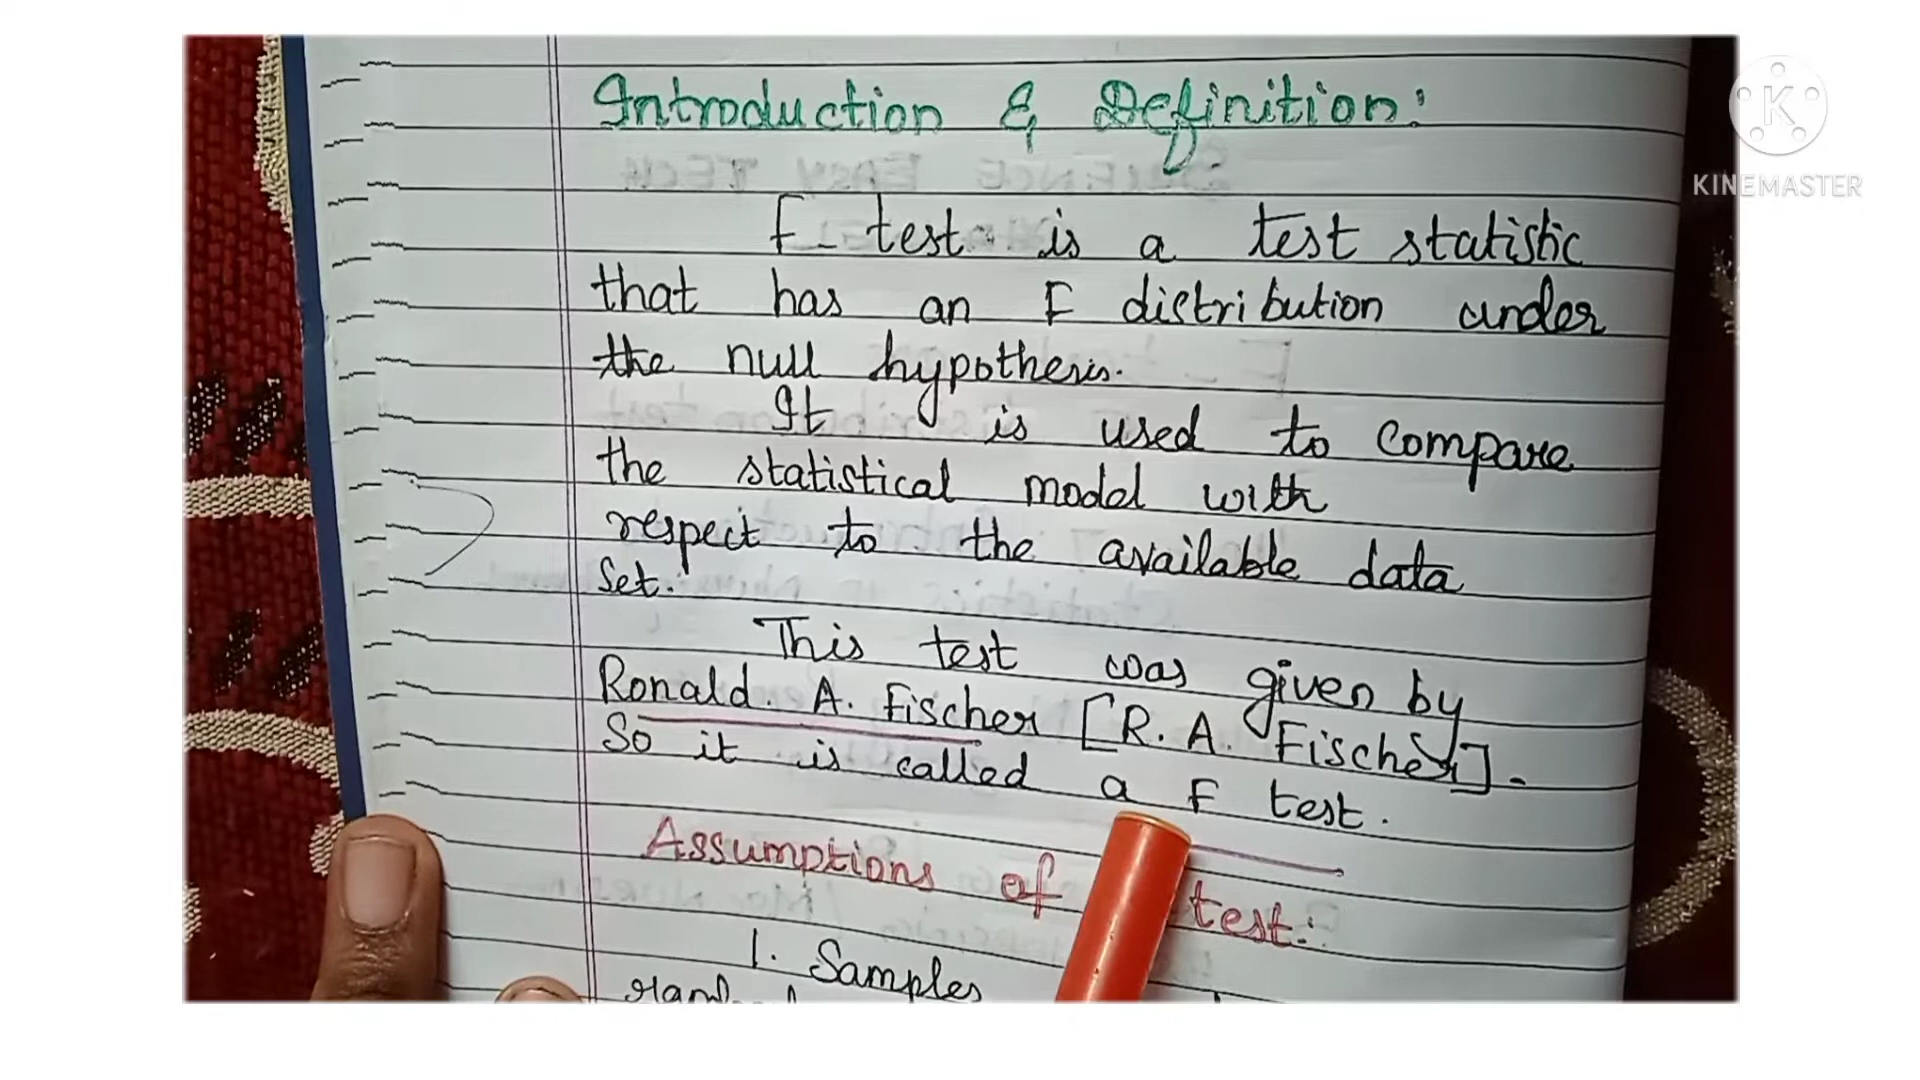 Introduction & Definition:
F- test is a test statistic
that has an F distribution under
the null hypothesis.
It is used to compare
the statistical model with
respect to the available data
Set.
This test was given by
Ronald. A. Fischer [R. A. Fischer].
So it is called a F test.
Assumptions of test:
1. Samples
KINEMASTER